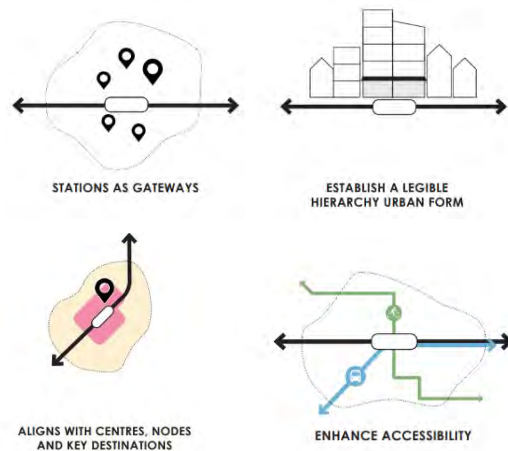 STATIONS AS GATEWAYS
ESTABLISH A LEGIBLE
HIERARCHY URBAN FORM
ALIGNS WITH CENTRES, NODES
AND KEY DESTINATIONS
ENHANCE ACCESSIBILITY